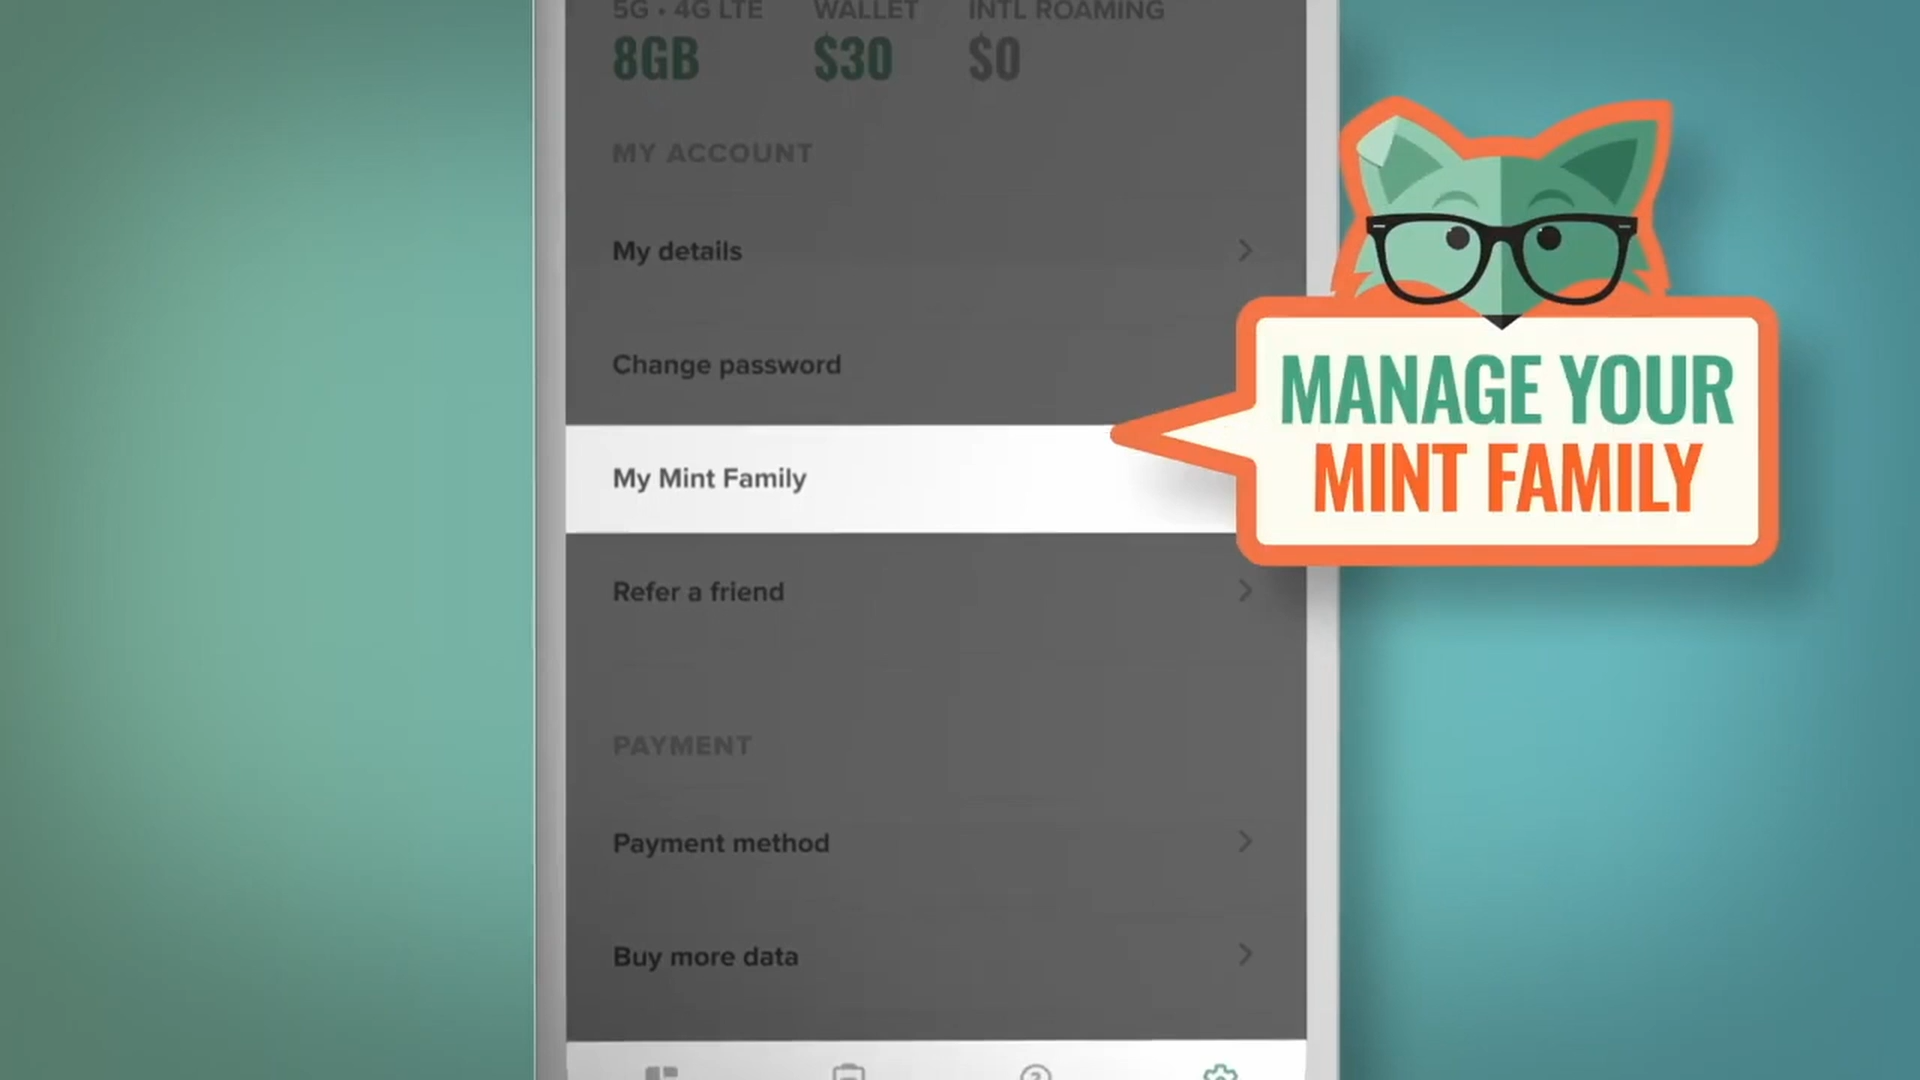 5G • 4G LTE WALLET INTL ROAMING
8GB $30 $0
MY ACCOUNT
My details
Change password
MANAGE YOUR
MINT FAMILY
My Mint Family
Refer a friend
PAYMENT
Payment method
Buy more data